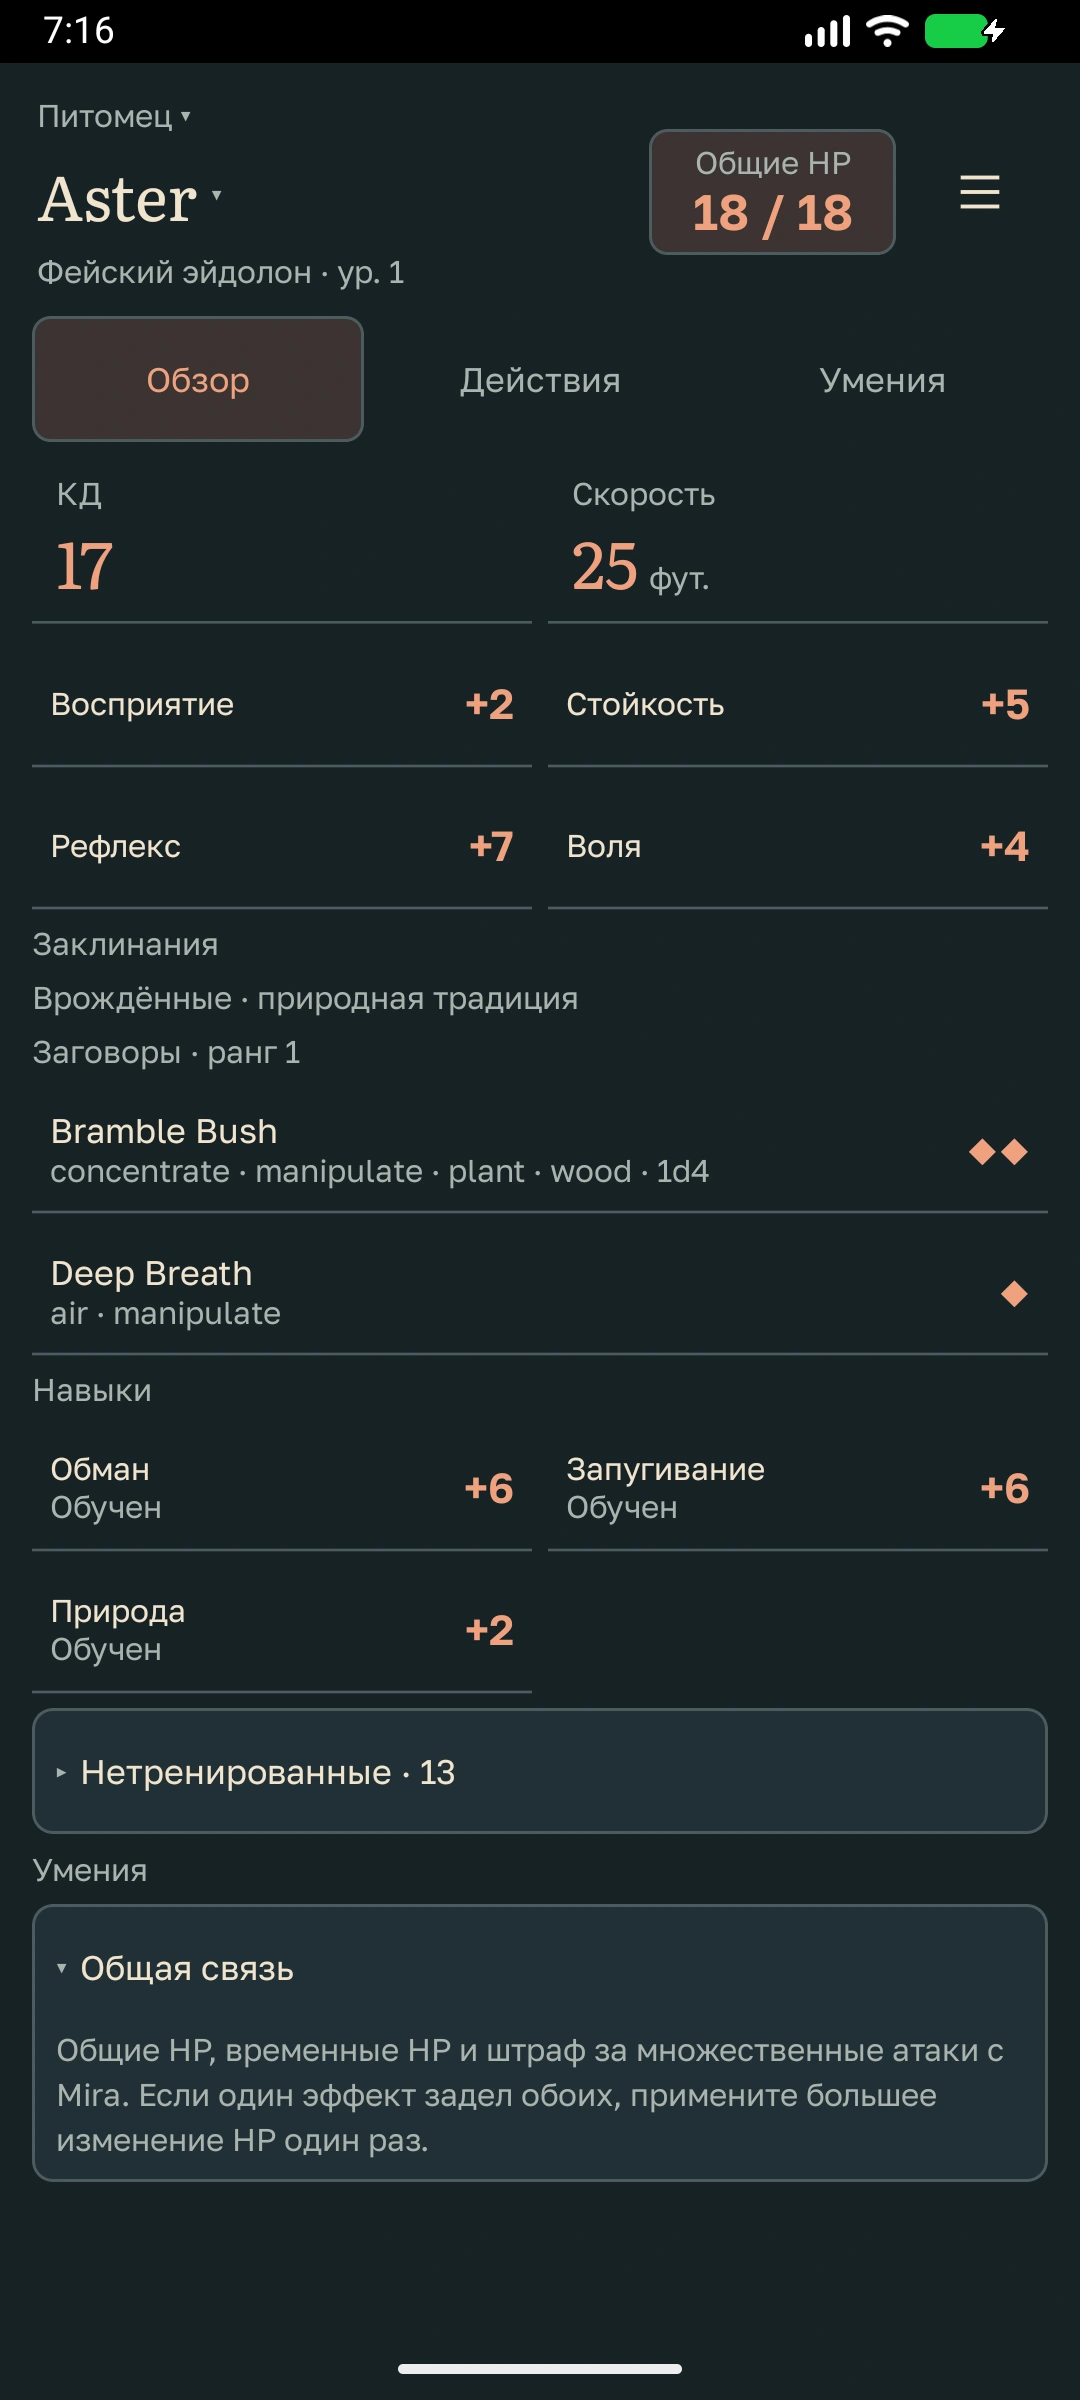 7:16
Питомец
Aster
Общие HP
18 / 18
Фейский эйдолон · ур. 1
Обзор
Действия
Умения
КД
Скорость
17
25 фут.
Восприятие +2
Стойкость +5
Рефлекс +7
Воля +4
Заклинания
Врождённые · природная традиция
Заговоры · ранг 1
Bramble Bush
concentrate · manipulate · plant · wood · 1d4
Deep Breath
air · manipulate
Навыки
Обман +6
Обучен
Запугивание +6
Обучен
Природа +2
Обучен
Нетренированные · 13
Умения
Общая связь
Общие HP, временные HP и штраф за множественные атаки с
Mira. Если один эффект задел обоих, примените большее
изменение HP один раз.